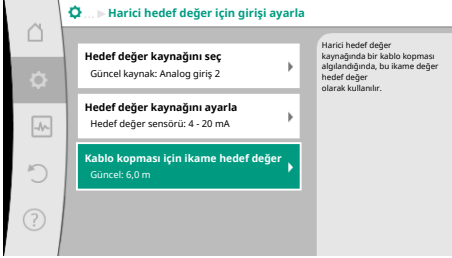 ... Harici hedef değer için girişi ayarla
Hedef değer kaynağını seç
Güncel kaynak: Analog giriş 2
Hedef değer kaynağını ayarla
Hedef değer sensörü: 4 - 20 mA
Kablo kopması için ikame hedef değer
Güncel: 6,0 m
Harici hedef değer
kaynağında bir kablo kopması
algılandığında, bu ikame değer
hedef değer
olarak kullanılır.
?